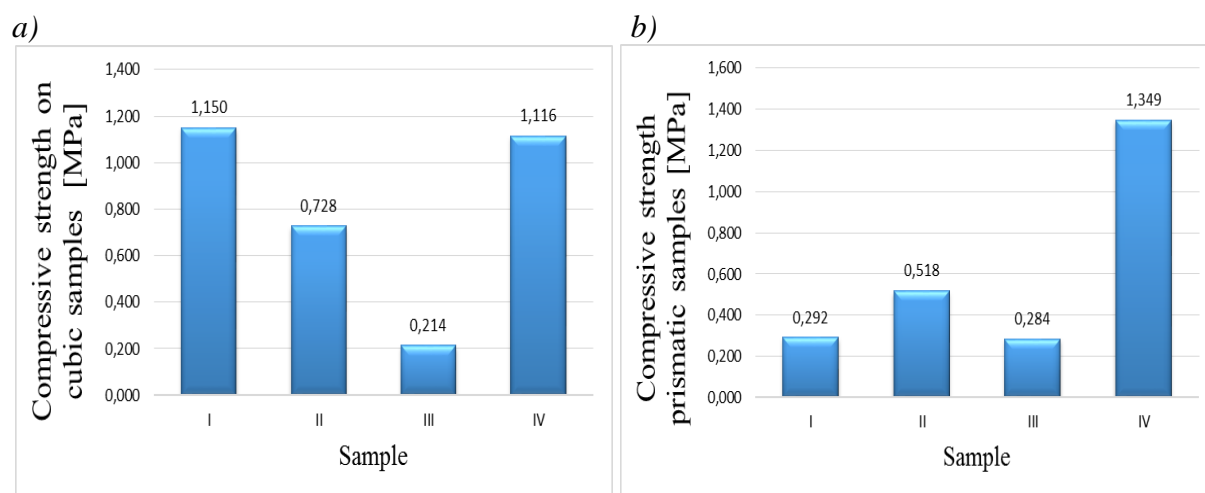 a)
Compressive strength on
cubic samples [MPa]
1,400
1,200
1,000
0,800
0,600
0,400
0,200
0,000
1,150
0,728
0,214
1,116
I
II
III
IV
Sample
b)
Compressive strength
prismatic samples [MPa]
1,600
1,400
1,200
1,000
0,800
0,600
0,400
0,200
0,000
0,292
0,518
0,284
1,349
I
II
III
IV
Sample